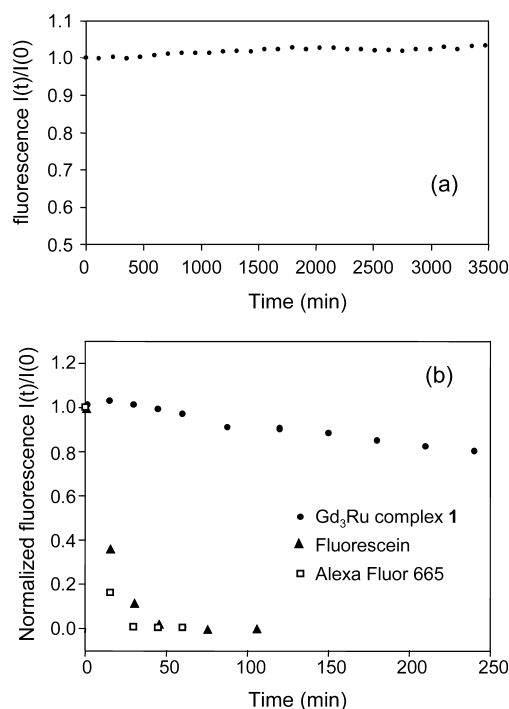 fluorescence I(t)/I(0)
1.1
1.0
0.9
0.8
0.7
0.6
0.5
(a)
0 500 1000 1500 2000 2500 3000 3500
Time (min)
Normalized fluorescence I(t)/I(0)
1.2
1.0
0.8
0.4
0.2
0.0
(b)
Gd₃Ru complex 1
Fluorescein
Alexa Fluor 665
0 50 100 150 200 250
Time (min)